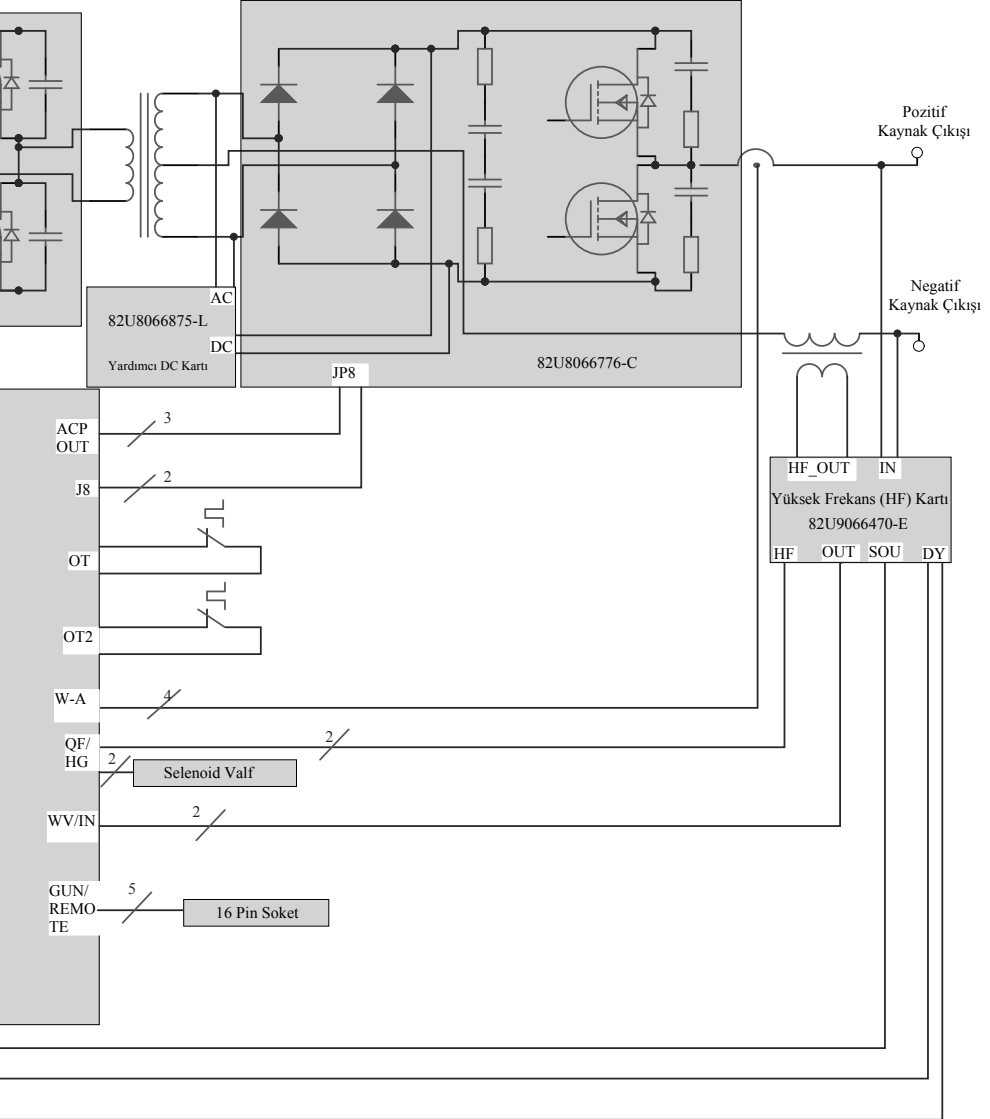 Pozitif
Kaynak Çıkışı
Negatif
Kaynak Çıkışı
AC
82U8066875-L
DC
Yardımcı DC Kartı
82U8066776-C
JP8
ACP
OUT
3
J8
2
OT
OT2
HF_OUT
IN
Yüksek Frekans (HF) Kartı
82U9066470-E
HF
OUT
SOU
DY
W-A
4
QF/
HG
2
2
Selenoid Valf
WV/IN
2
GUN/
REMO
TE
5
16 Pin Soket